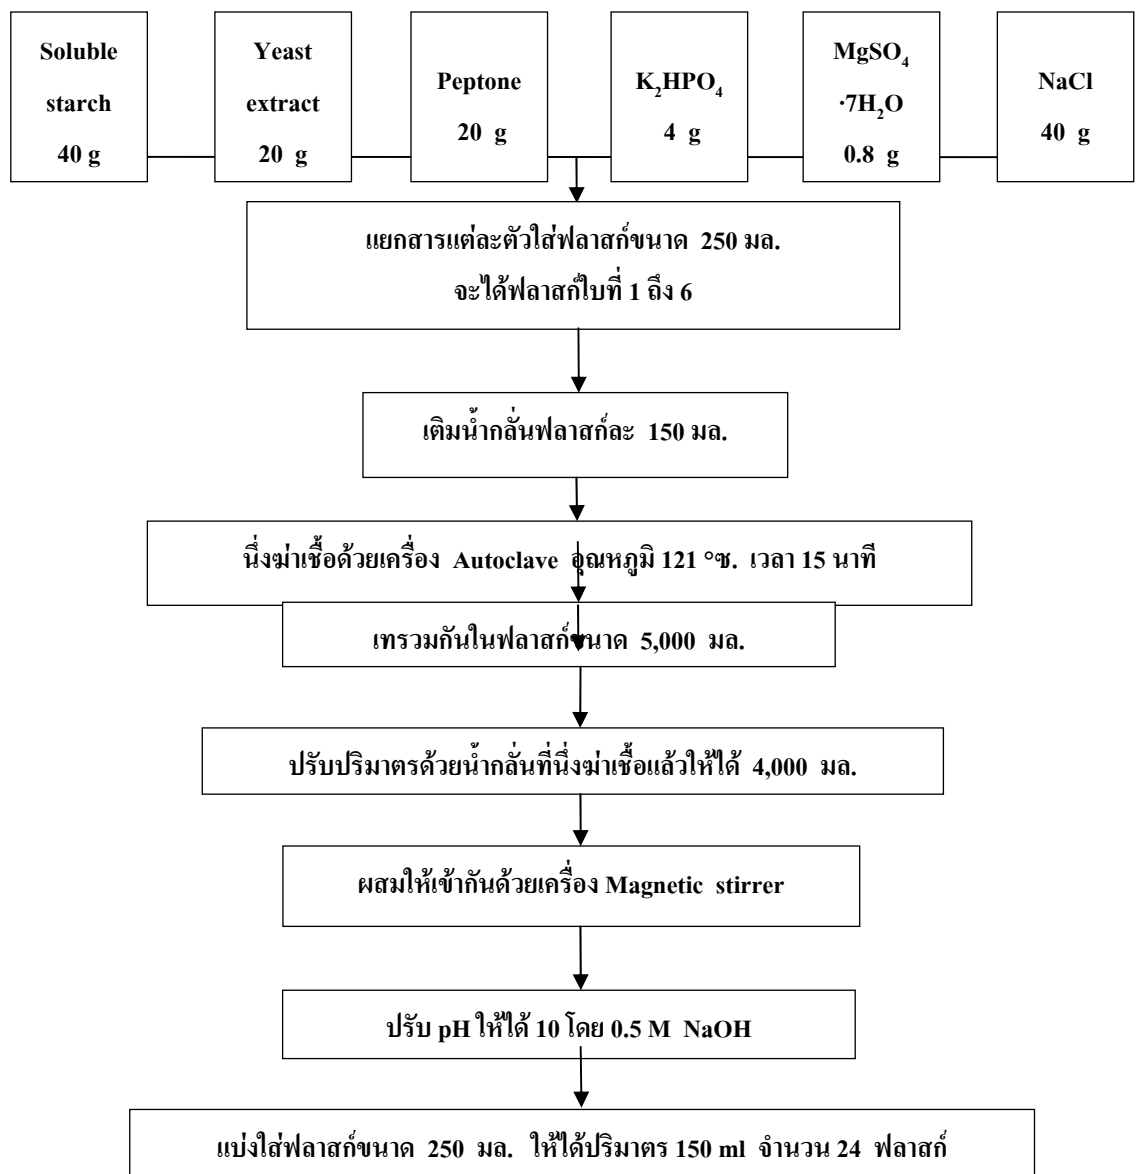 Soluble
starch
40 g
Yeast
extract
20 g
Peptone
20 g
K₂HPO₄
4 g
MgSO₄
·7H₂O
0.8 g
NaCl
40 g
แยกสารแต่ละตัวใส่ฟลาสก์ขนาด 250 มล.
จะได้ฟลาสก์ใบที่ 1 ถึง 6
เติมน้ำกลั่นฟลาสก์ละ 150 มล.
นึ่งฆ่าเชื้อด้วยเครื่อง Autoclave อุณหภูมิ 121 °ซ. เวลา 15 นาที
เทรวมกันในฟลาสก์ขนาด 5,000 มล.
ปรับปริมาตรด้วยน้ำกลั่นที่นึ่งฆ่าเชื้อแล้วให้ได้ 4,000 มล.
ผสมให้เข้ากันด้วยเครื่อง Magnetic stirrer
ปรับ pH ให้ได้ 10 โดย 0.5 M NaOH
แบ่งใส่ฟลาสก์ขนาด 250 มล. ให้ได้ปริมาตร 150 ml จำนวน 24 ฟลาสก์